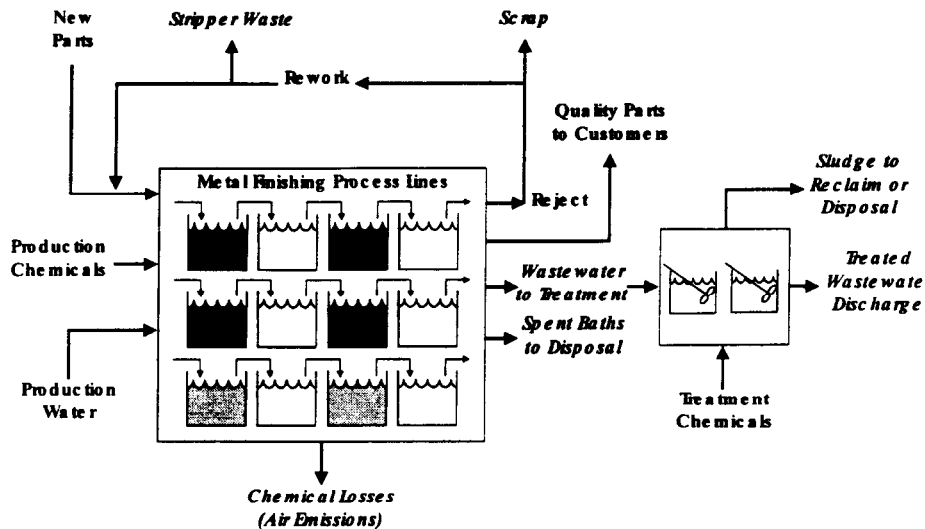 New
Parts
Stripper Waste
Scrap
Rework
Quality Parts
to Customers
Metal Finishing Process Lines
Reject
Sludge to
Reclaim or
Disposal
Production
Chemicals
Wastewater
to Treatment
Treated
Wastewate
Discharge
Spent Baths
to Disposal
Production
Water
Treatment
Chemicals
Chemical Losses
(Air Emissions)